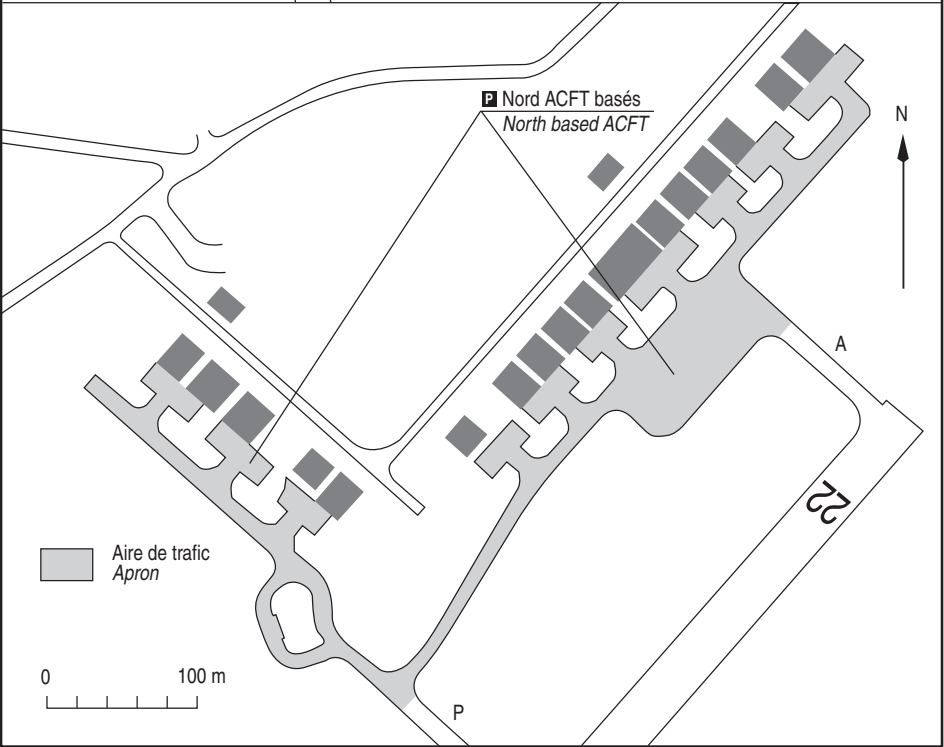 P Nord ACFT basés
North based ACFT
N
A
22
Aire de trafic
Apron
0 100 m
P